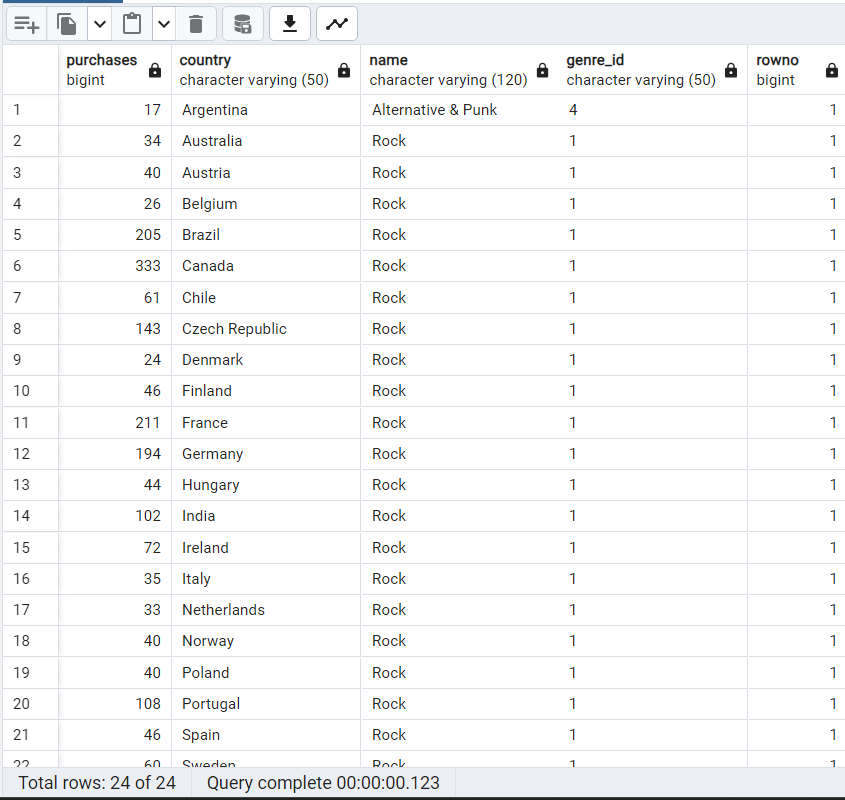 purchases country name genre_id rowno
bigint character varying (50) character varying (120) character varying (50) bigint
1 17 Argentina Alternative & Punk 4 1
2 34 Australia Rock 1 1
3 40 Austria Rock 1 1
4 26 Belgium Rock 1 1
5 205 Brazil Rock 1 1
6 333 Canada Rock 1 1
7 61 Chile Rock 1 1
8 143 Czech Republic Rock 1 1
9 24 Denmark Rock 1 1
10 46 Finland Rock 1 1
11 211 France Rock 1 1
12 194 Germany Rock 1 1
13 44 Hungary Rock 1 1
14 102 India Rock 1 1
15 72 Ireland Rock 1 1
16 35 Italy Rock 1 1
17 33 Netherlands Rock 1 1
18 40 Norway Rock 1 1
19 40 Poland Rock 1 1
20 108 Portugal Rock 1 1
21 46 Spain Rock 1 1
22 60 Sweden Rock 1 1
Total rows: 24 of 24 Query complete 00:00:00.123